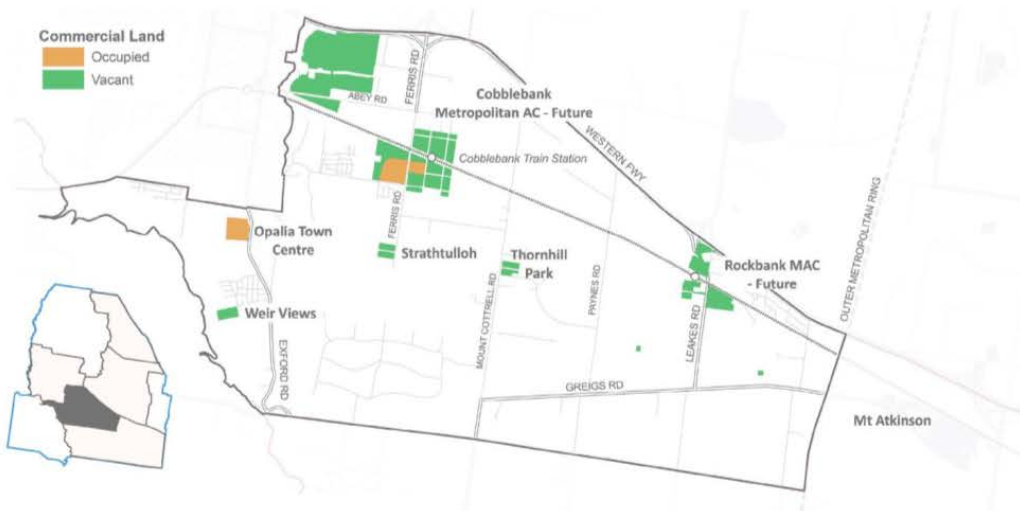 Commercial Land
Occupied
Vacant
FERRIS RD
ABEY RD
Cobblebank
Metropolitan AC - Future
WESTERN FWY
Cobblebank Train Station
OUTER METROPOLITAN RING
FERRIS RD
Opalia Town
Centre
Strathtulloh
Thornhill
Park
Rockbank MAC
- Future
MOUNT COTTRELL RD
PAYNES RD
LEAKES RD
Weir Views
EXFORD RD
GREIGS RD
Mt Atkinson